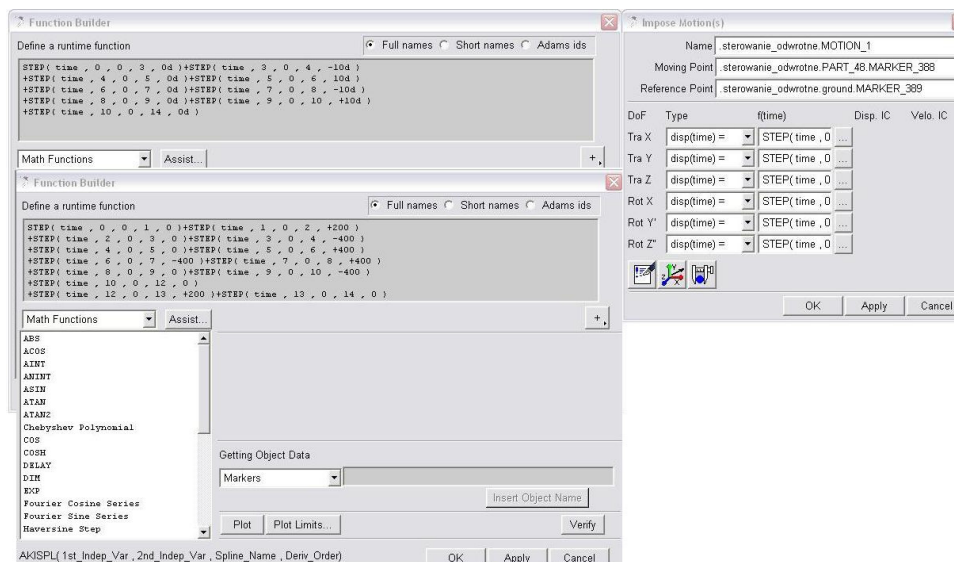 Function Builder
Define a runtime function
Full names Short names Adams ids
STEP( time , 0 , 0 , 3 , 0d )+STEP( time , 3 , 0 , 4 , -10d )
+STEP( time , 4 , 0 , 5 , 0d )+STEP( time , 5 , 0 , 6 , 10d )
+STEP( time , 6 , 0 , 7 , 0d )+STEP( time , 7 , 0 , 8 , -10d )
+STEP( time , 8 , 0 , 9 , 0d )+STEP( time , 9 , 0 , 10 , +10d )
+STEP( time , 10 , 0 , 14 , 0d )
Math Functions Assist... +
Function Builder
Define a runtime function
Full names Short names Adams ids
STEP( time , 0 , 0 , 1 , 0 )+STEP( time , 1 , 0 , 2 , +200 )
+STEP( time , 2 , 0 , 3 , 0 )+STEP( time , 3 , 0 , 4 , -400 )
+STEP( time , 4 , 0 , 5 , 0 )+STEP( time , 5 , 0 , 6 , +400 )
+STEP( time , 6 , 0 , 7 , -400 )+STEP( time , 7 , 0 , 8 , +400 )
+STEP( time , 8 , 0 , 9 , 0 )+STEP( time , 9 , 0 , 10 , -400 )
+STEP( time , 10 , 0 , 12 , 0 )
+STEP( time , 12 , 0 , 13 , +200 )+STEP( time , 13 , 0 , 14 , 0 )
Math Functions Assist... +
ABS
ACOS
AINT
ANINT
ASIN
ATAN
ATAN2
Chebyshev Polynomial
COS
COSH
DELAY
DIM
EXP
Fourier Cosine Series
Fourier Sine Series
Haversine Step
Getting Object Data
Markers
Insert Object Name
Plot Plot Limits... Verify
AKISPL( 1st_Indep_Var , 2nd_Indep_Var , Spline_Name , Deriv_Order)
OK Apply Cancel
Impose Motion(s)
Name .sterowanie_odwrotne.MOTION_1
Moving Point .sterowanie_odwrotne.PART_48.MARKER_388
Reference Point .sterowanie_odwrotne.ground.MARKER_389
DoF Type f(time) Disp. IC Velo. IC
Tra X disp(time) = STEP( time , 0 ...
Tra Y disp(time) = STEP( time , 0 ...
Tra Z disp(time) = STEP( time , 0 ...
Rot X disp(time) = STEP( time , 0 ...
Rot Y' disp(time) = STEP( time , 0 ...
Rot Z" disp(time) = STEP( time , 0 ...
OK Apply Cancel